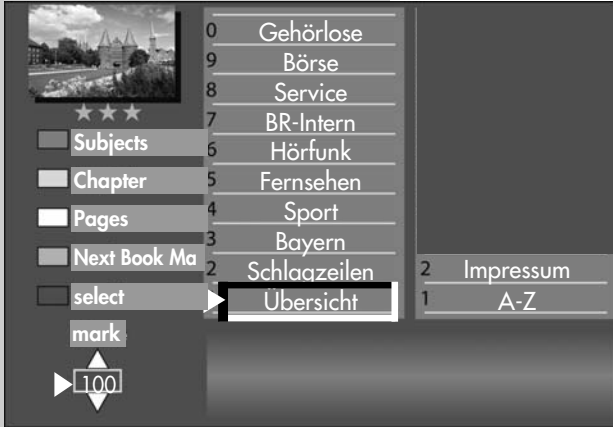 0 Gehörlose
9 Börse
8 Service
7 BR-Intern
6 Hörfunk
5 Fernsehen
4 Sport
3 Bayern
2 Schlagzeilen
Übersicht
2 Impressum
1 A-Z
Subjects
Chapter
Pages
Next Book Ma
select
mark
100